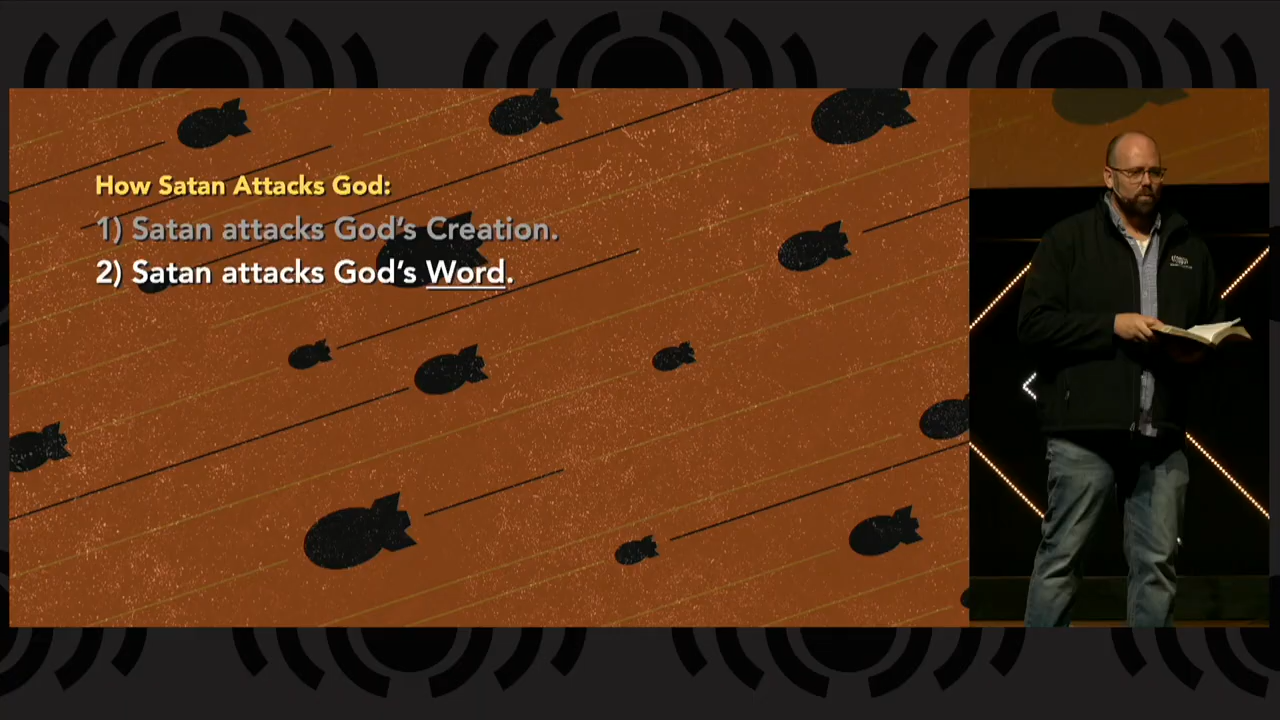 How Satan Attacks God:
1) Satan attacks God's Creation.
2) Satan attacks God's Word.